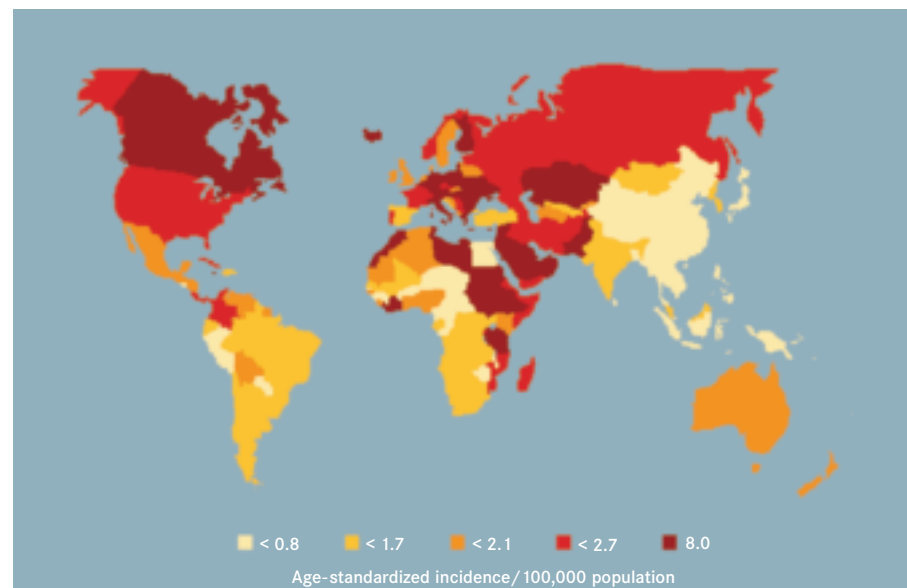 < 0.8 < 1.7 < 2.1 < 2.7 8.0
Age-standardized incidence/100,000 population